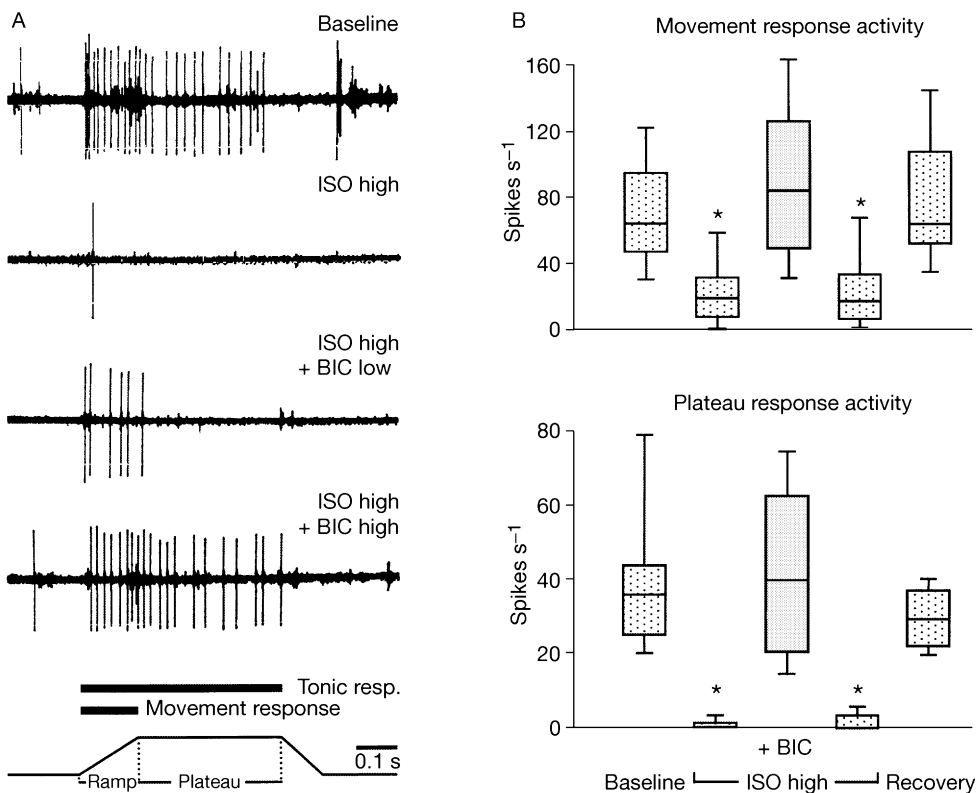 A
Baseline
ISO high
ISO high
+ BIC low
ISO high
+ BIC high
Tonic resp.
Movement response
0.1 s
Ramp
Plateau
B
Movement response activity
Spikes s⁻¹
160
120
80
40
0
*
*
Plateau response activity
Spikes s⁻¹
80
60
40
20
0
*
*
+ BIC
Baseline
ISO high
Recovery